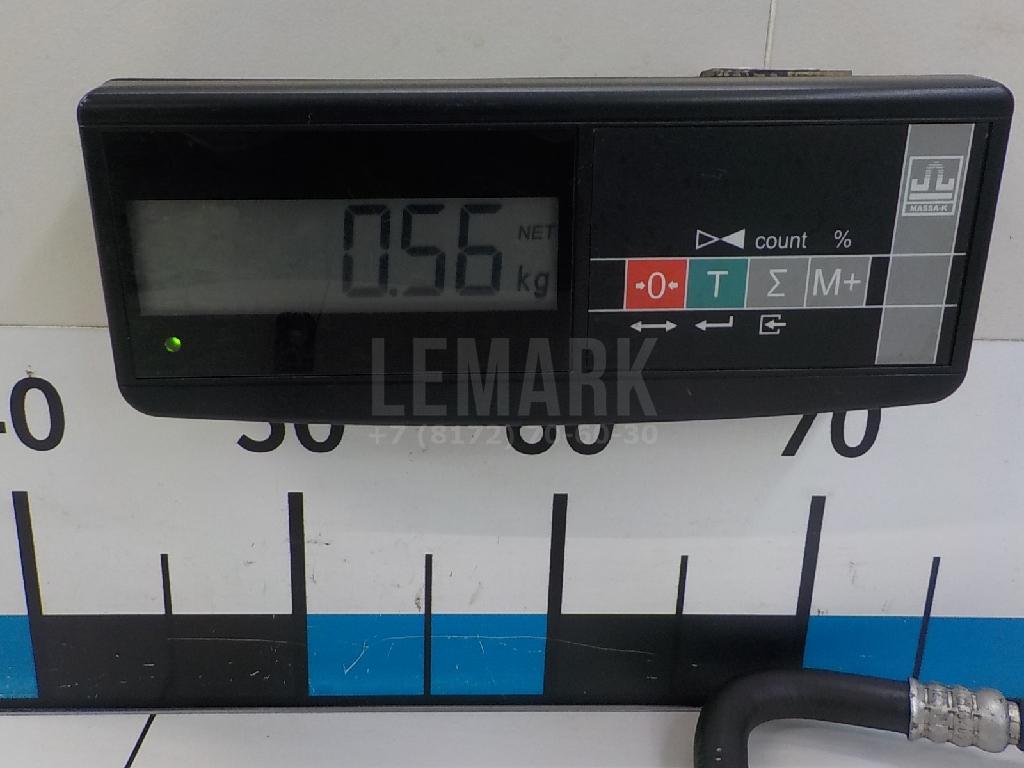 0.56 NET kg
MASSA-K
count %
→0← T Σ M+
LEMARK
50 60 70